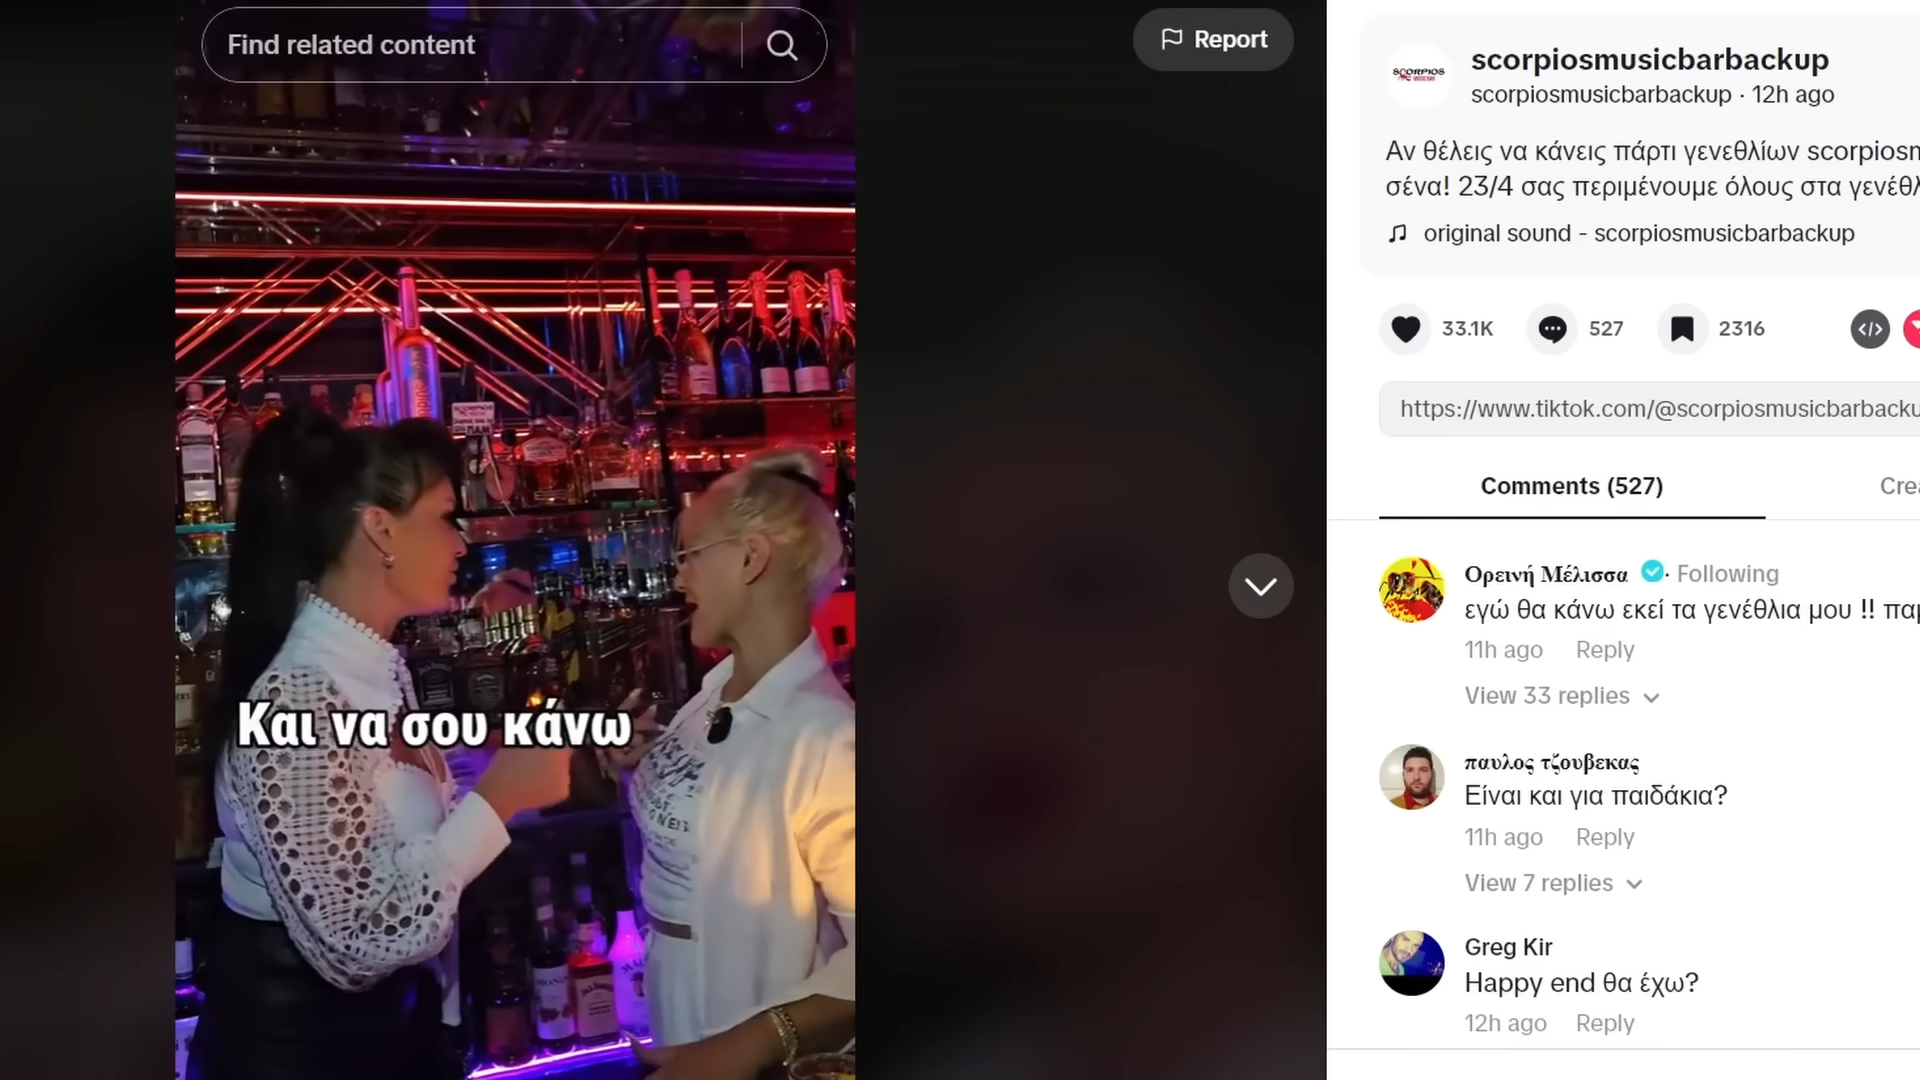 Find related content
Report
Και να σου κάνω
SCORPIOS
ΠΑΜ
scorpiosmusicbarbackup
scorpiosmusicbarbackup · 12h ago
Αν θέλεις να κάνεις πάρτι γενεθλίων
σένα! 23/4 σας περιμένουμε όλους στα
original sound - scorpiosmusicbarbackup
33.1K
527
2316
https://www.tiktok.com/@scorpiosmusicbarbacku
Comments (527)
Ορεινή Μέλισσα · Following
εγώ θα κάνω εκεί τα γενέθλια μου !!
11h ago Reply
View 33 replies
παυλος τζουβεκας
Είναι και για παιδάκια?
11h ago Reply
View 7 replies
Greg Kir
Happy end θα έχω?
12h ago Reply